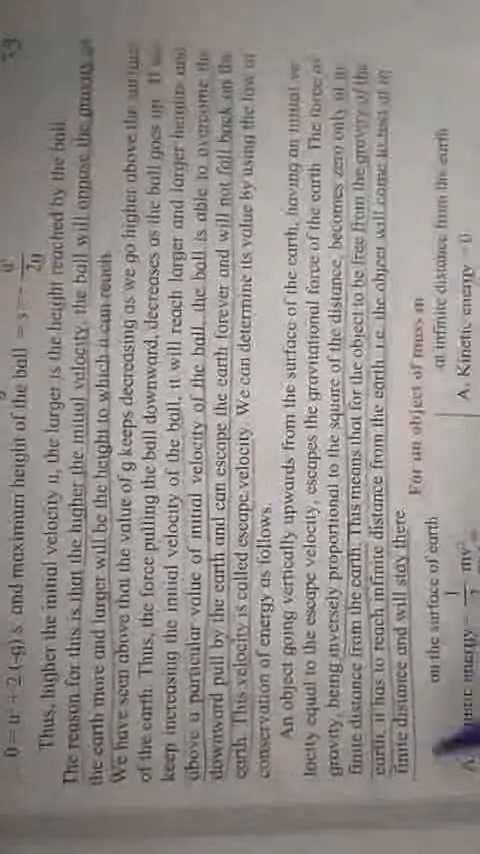 0 = u² + 2 (-g) s and maximum height of the ball = s = u² / 2g
Thus, higher the initial velocity u, the larger is the height reached by the ball.
The reason for this is that the higher the initial velocity, the ball will oppose the gravity of
the earth more and larger will be the height to which it can reach.
We have seen above that the value of g keeps decreasing as we go higher above the surface
of the earth. Thus, the force pulling the ball downward, decreases as the ball goes up. If we
keep increasing the initial velocity of the ball, it will reach larger and larger heights and
above a particular value of initial velocity of the ball, the ball is able to overcome the
downward pull by the earth and can escape the earth forever and will not fall back on the
earth. This velocity is called escape velocity. We can determine its value by using the law of
conservation of energy as follows.
An object going vertically upwards from the surface of the earth, having an initial ve
locity equal to the escape velocity, escapes the gravitational force of the earth. The force of
gravity, being inversely proportional to the square of the distance, becomes zero only at in
finite distance from the earth. This means that for the object to be free from the gravity of the
earth, it has to reach infinite distance from the earth. i.e. the object will come to rest at in
finite distance and will stay there.
For an object of mass m
on the surface of earth
at infinite distance from the earth
A. energy = 1/2 mv²
A. Kinetic energy = 0